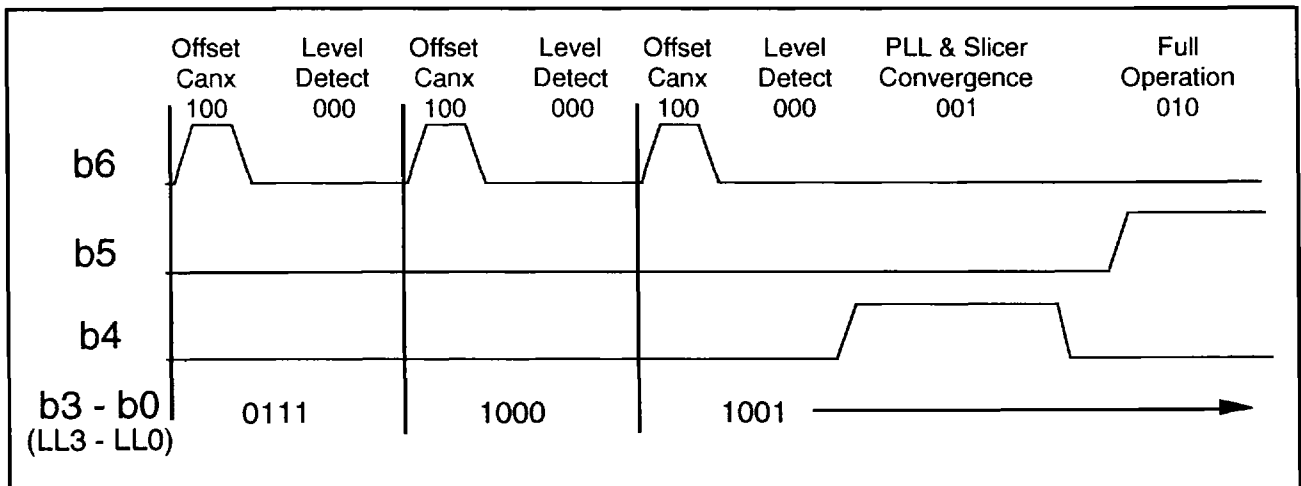 Offset Level Offset Level Offset Level PLL & Slicer Full
Canx Detect Canx Detect Canx Detect Convergence Operation
100 000 100 000 100 000 001 010
b6
b5
b4
b3 - b0 0111 1000 1001
(LL3 - LL0)